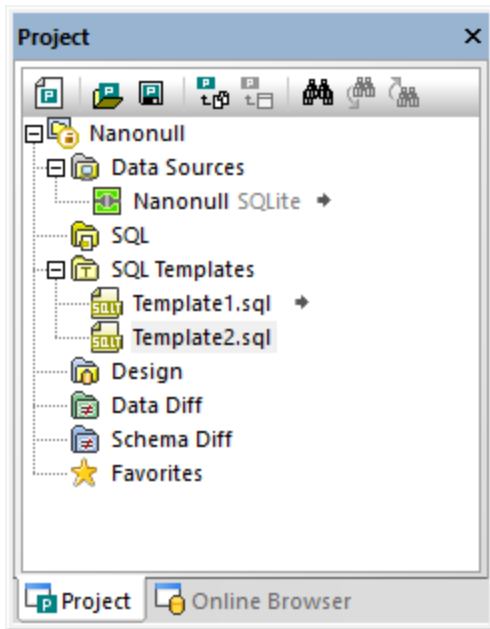 Project
Nanonull
Data Sources
Nanonull SQLite
SQL
SQL Templates
Template1.sql
Template2.sql
Design
Data Diff
Schema Diff
Favorites
Project Online Browser